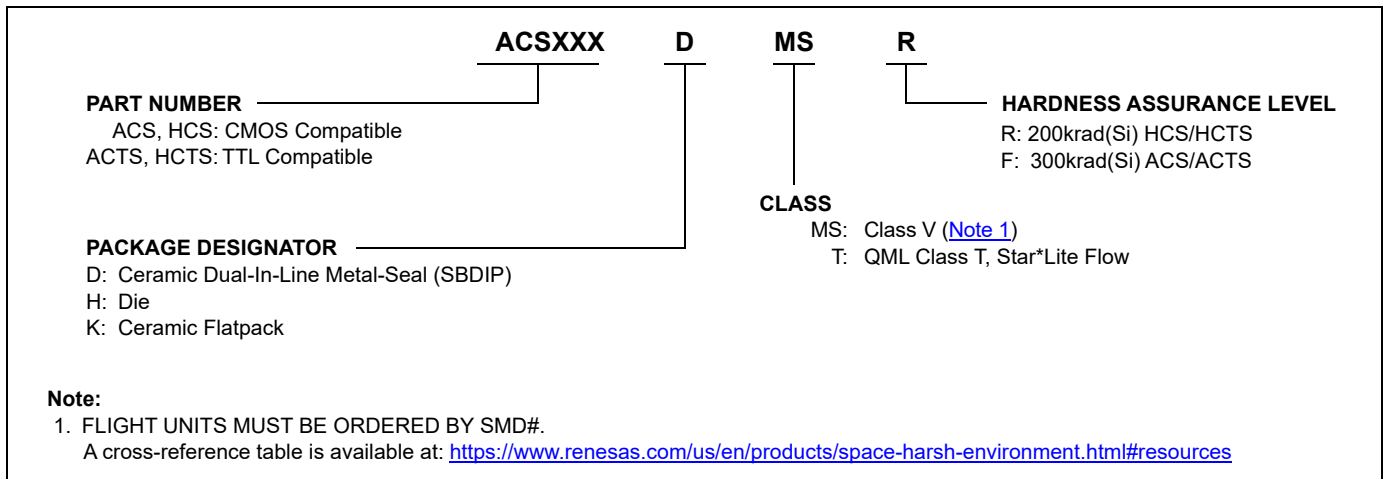 ACSXXX D MS R
PART NUMBER
ACS, HCS: CMOS Compatible
ACTS, HCTS: TTL Compatible
HARDNESS ASSURANCE LEVEL
R: 200krad(Si) HCS/HCTS
F: 300krad(Si) ACS/ACTS
CLASS
MS: Class V (Note 1)
T: QML Class T, Star*Lite Flow
PACKAGE DESIGNATOR
D: Ceramic Dual-In-Line Metal-Seal (SBDIP)
H: Die
K: Ceramic Flatpack
Note:
1. FLIGHT UNITS MUST BE ORDERED BY SMD#.
A cross-reference table is available at: https://www.renesas.com/us/en/products/space-harsh-environment.html#resources